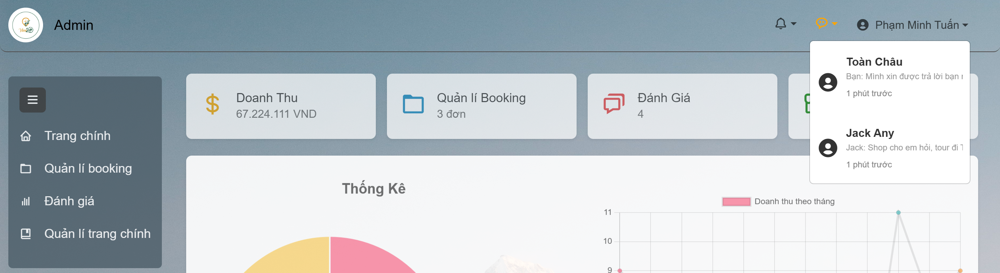 View24h
Admin
Phạm Minh Tuấn
Toàn Châu
Bạn: Mình xin được trả lời bạn
1 phút trước
Jack Any
Jack: Shop cho em hỏi, tour đi
1 phút trước
Trang chính
Quản lí booking
Đánh giá
Quản lí trang chính
Doanh Thu
67.224.111 VND
Quản lí Booking
3 đơn
Đánh Giá
4
Thống Kê
Doanh thu theo tháng
11
10
9